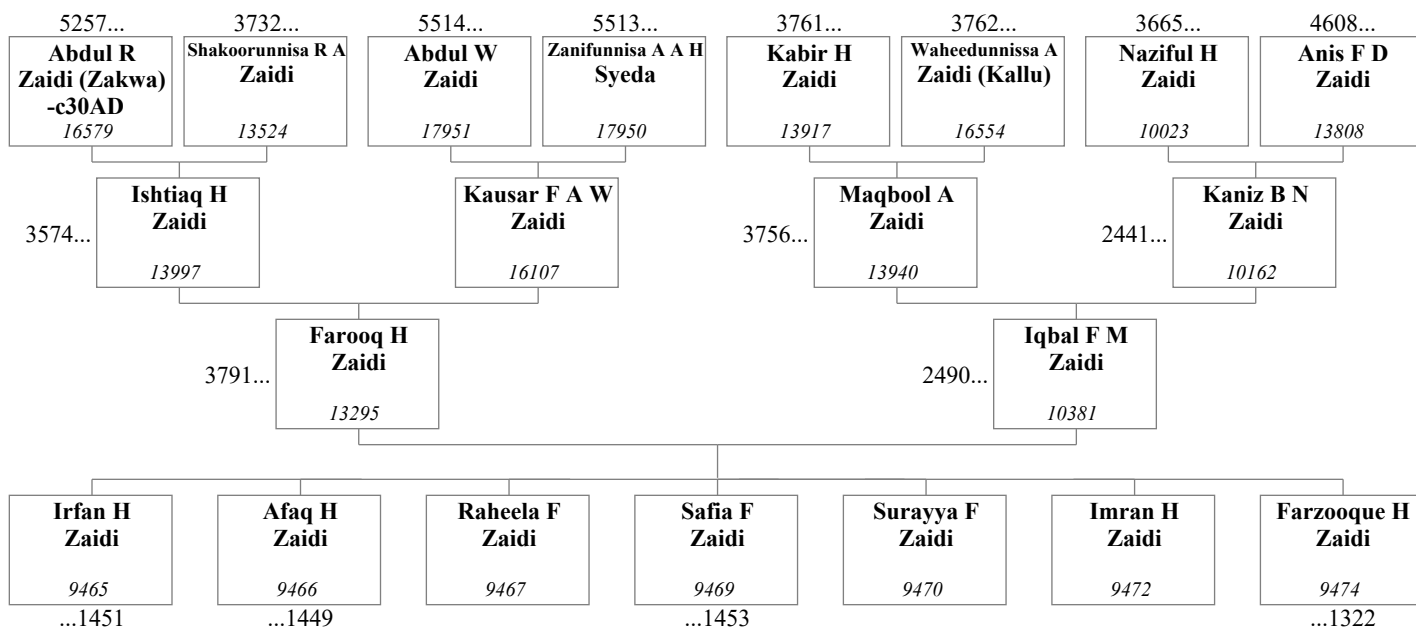 5257... 3732... 5514... 5513... 3761... 3762... 3665... 4608...
Abdul R
Zaidi (Zakwa)
-c30AD
16579
Shakoorunnisa R A
Zaidi
13524
Abdul W
Zaidi
17951
Zanifunnisa A A H
Syeda
17950
Kabir H
Zaidi
13917
Waheedunnissa A
Zaidi (Kallu)
16554
Naziful H
Zaidi
10023
Anis F D
Zaidi
13808
3574...
Ishtiaq H
Zaidi
13997
Kausar F A W
Zaidi
16107
3756...
Maqbool A
Zaidi
13940
2441...
Kaniz B N
Zaidi
10162
3791...
Farooq H
Zaidi
13295
2490...
Iqbal F M
Zaidi
10381
Irfan H
Zaidi
9465
...1451
Afaq H
Zaidi
9466
...1449
Raheela F
Zaidi
9467
Safia F
Zaidi
9469
...1453
Surayya F
Zaidi
9470
Imran H
Zaidi
9472
Farzooque H
Zaidi
9474
...1322